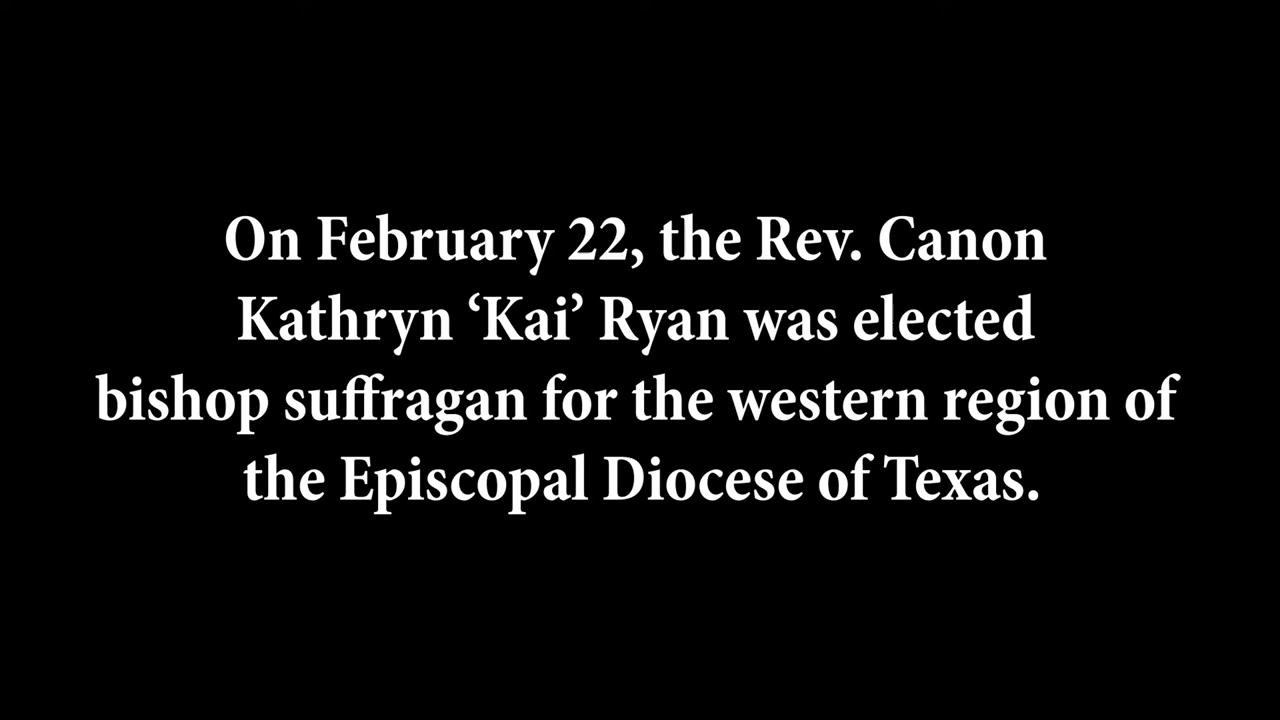 On February 22, the Rev. Canon
Kathryn ‘Kai’ Ryan was elected
bishop suffragan for the western region of
the Episcopal Diocese of Texas.